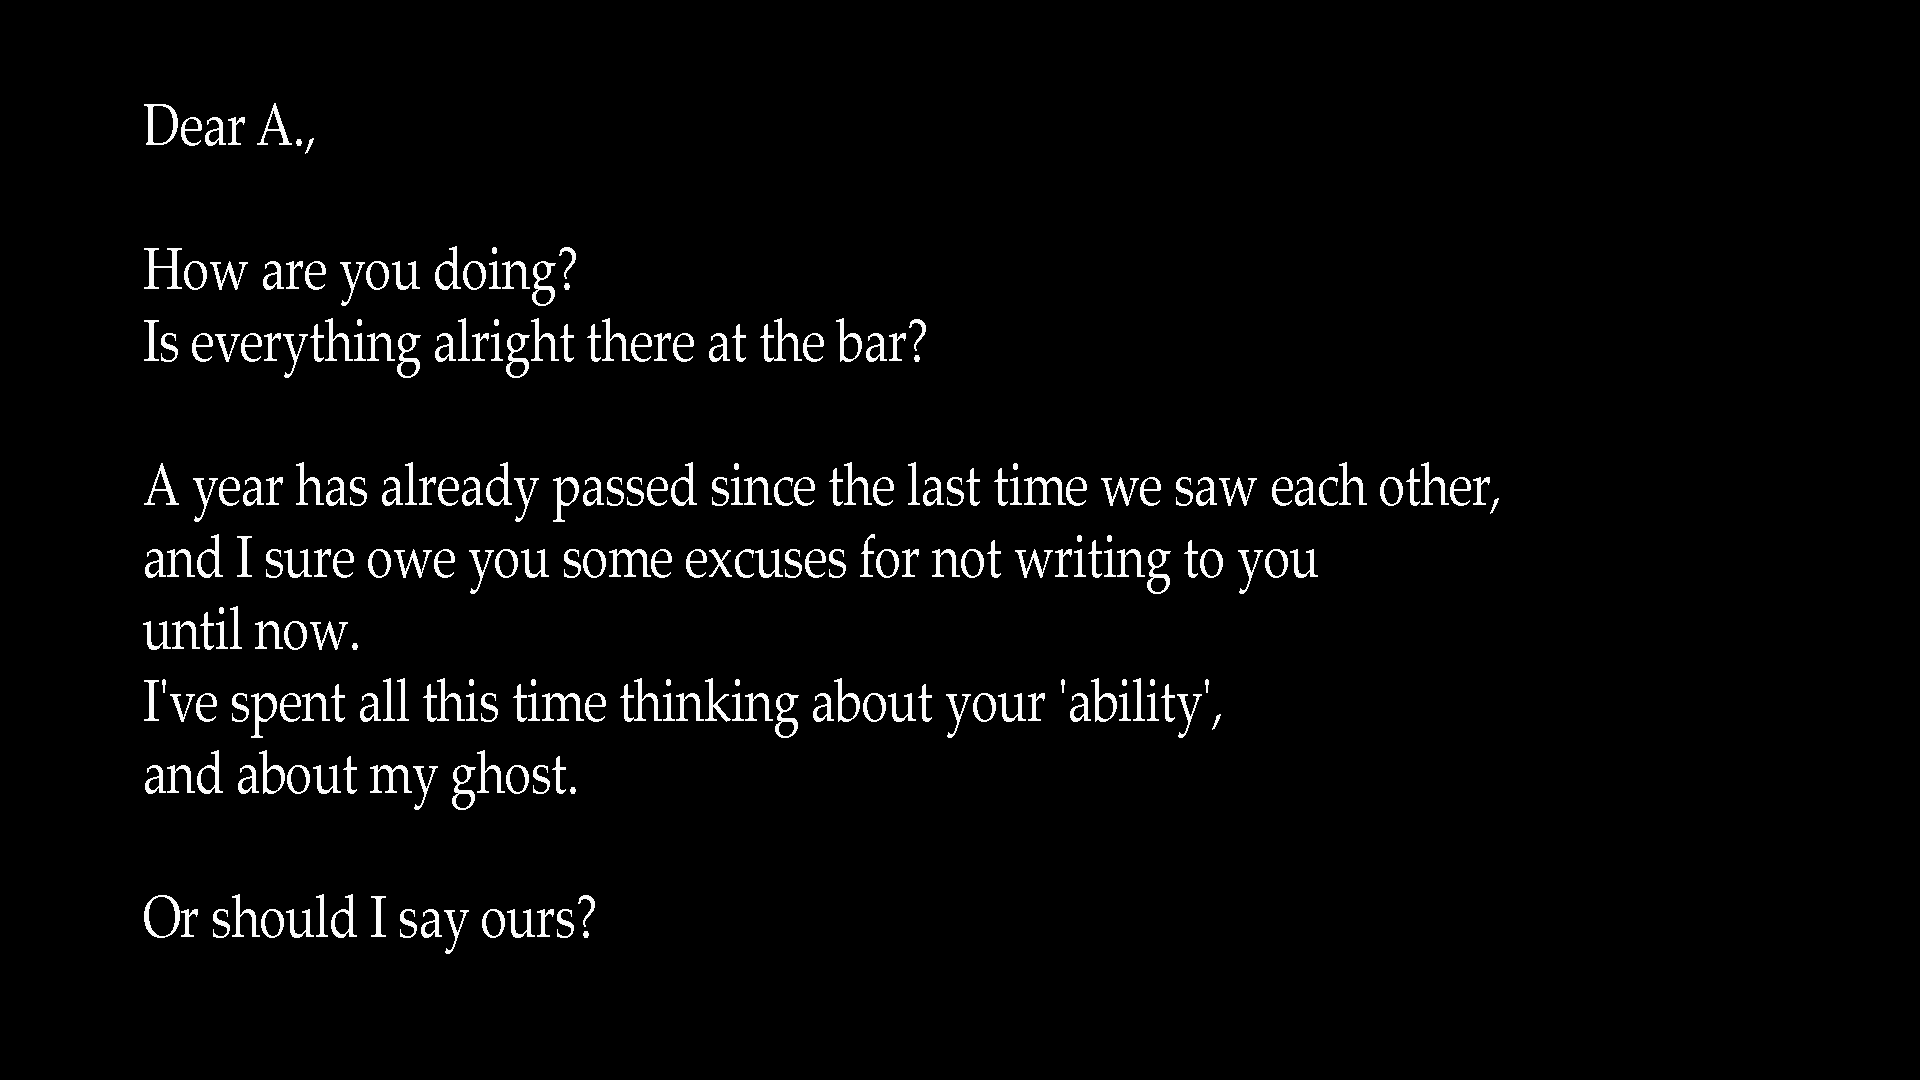 Dear A.,
How are you doing?
Is everything alright there at the bar?
A year has already passed since the last time we saw each other,
and I sure owe you some excuses for not writing to you
until now.
I've spent all this time thinking about your 'ability',
and about my ghost.
Or should I say ours?